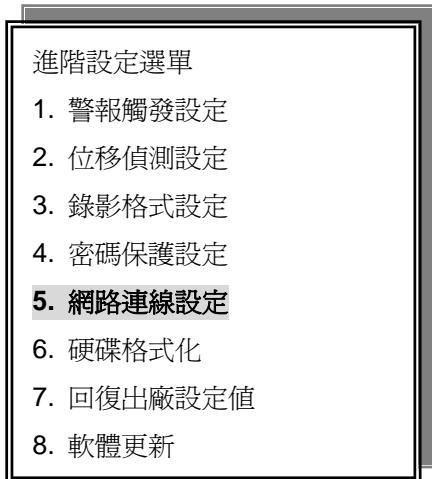 進階設定選單
1. 警報觸發設定
2. 位移偵測設定
3. 錄影格式設定
4. 密碼保護設定
5. 網路連線設定
6. 硬碟格式化
7. 回復出廠設定值
8. 軟體更新